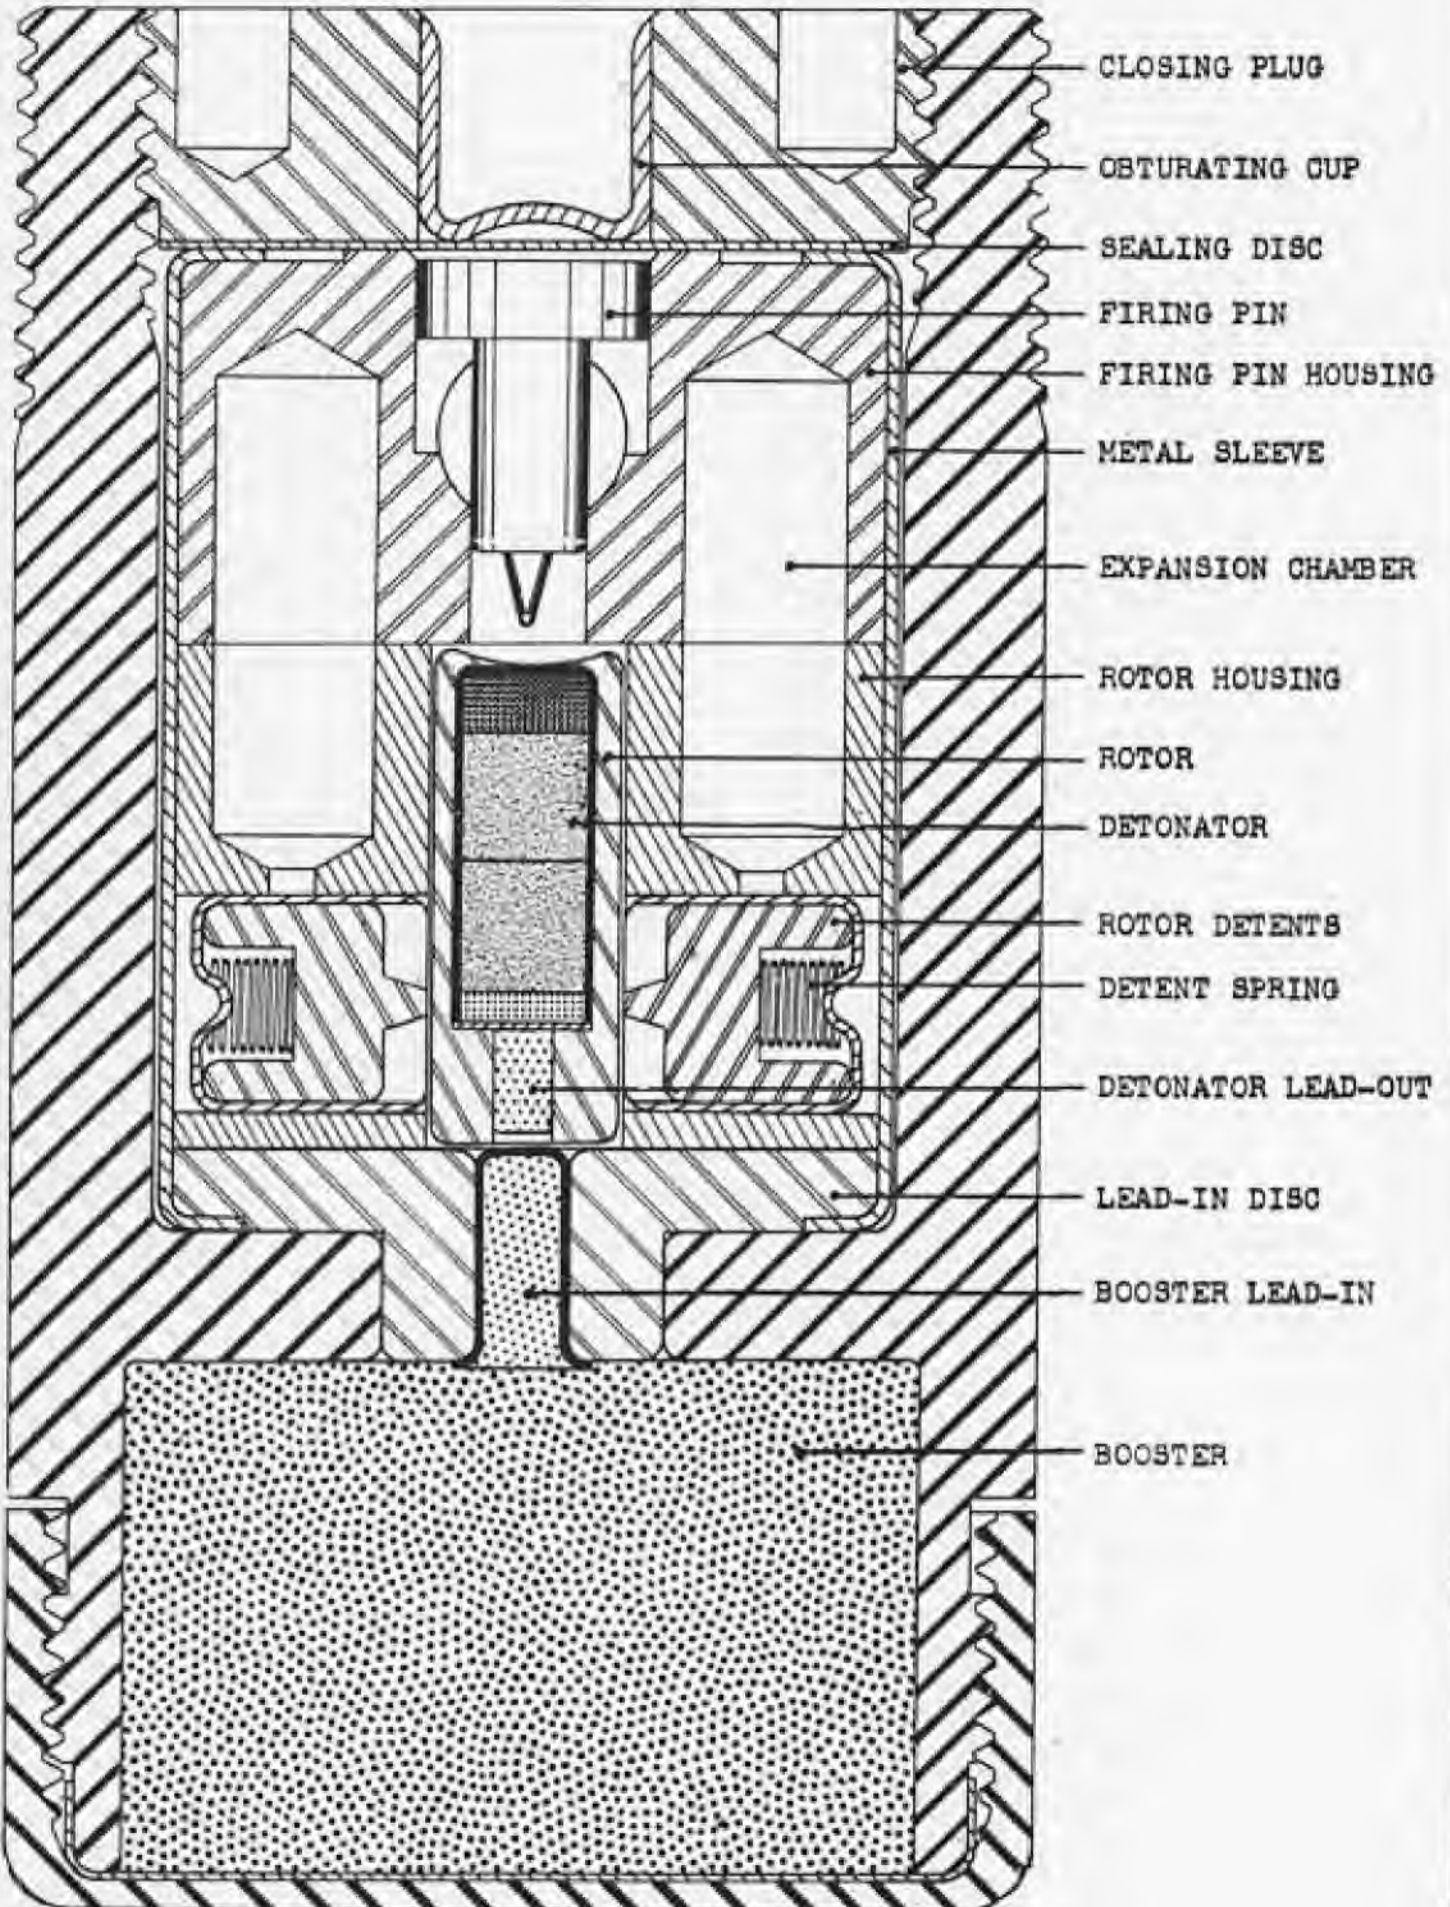 CLOSING PLUG
OBTURATING CUP
SEALING DISC
FIRING PIN
FIRING PIN HOUSING
METAL SLEEVE
EXPANSION CHAMBER
ROTOR HOUSING
ROTOR
DETONATOR
ROTOR DETENTS
DETENT SPRING
DETONATOR LEAD-OUT
LEAD-IN DISC
BOOSTER LEAD-IN
BOOSTER